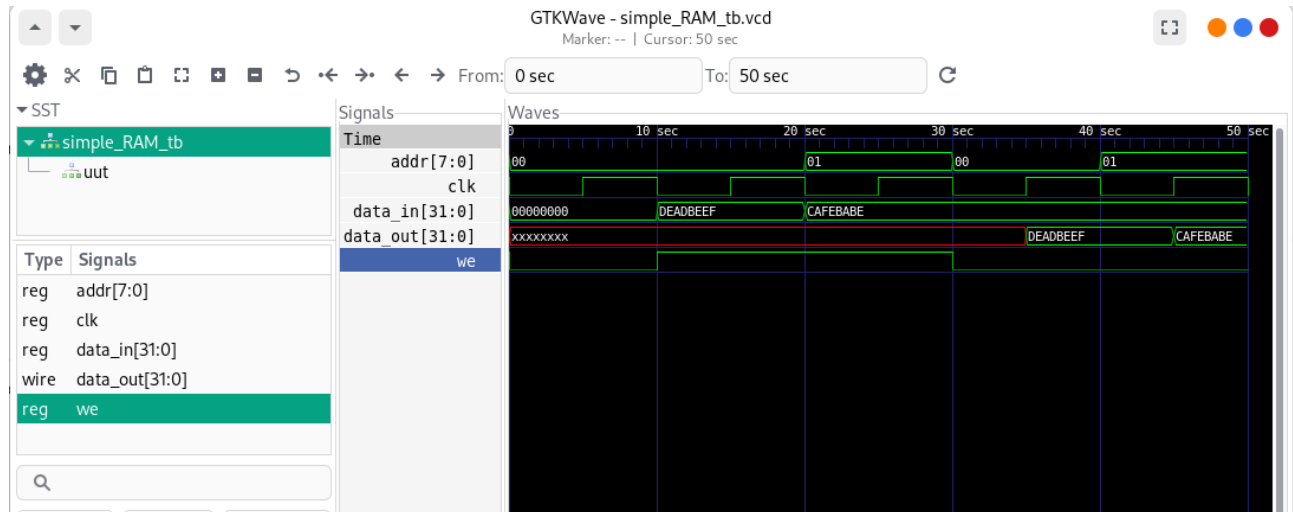 GTKWave - simple_RAM_tb.vcd
Marker: -- | Cursor: 50 sec
From: 0 sec To: 50 sec
SST
simple_RAM_tb
uut
Type Signals
reg addr[7:0]
reg clk
reg data_in[31:0]
wire data_out[31:0]
reg we
Signals
Time
addr[7:0]
clk
data_in[31:0]
data_out[31:0]
we
Waves
0 10 sec 20 sec 30 sec 40 sec 50 sec
00 01 00 01
00000000 DEADBEEF CAFEBABE
xxxxxxxx DEADBEEF CAFEBABE